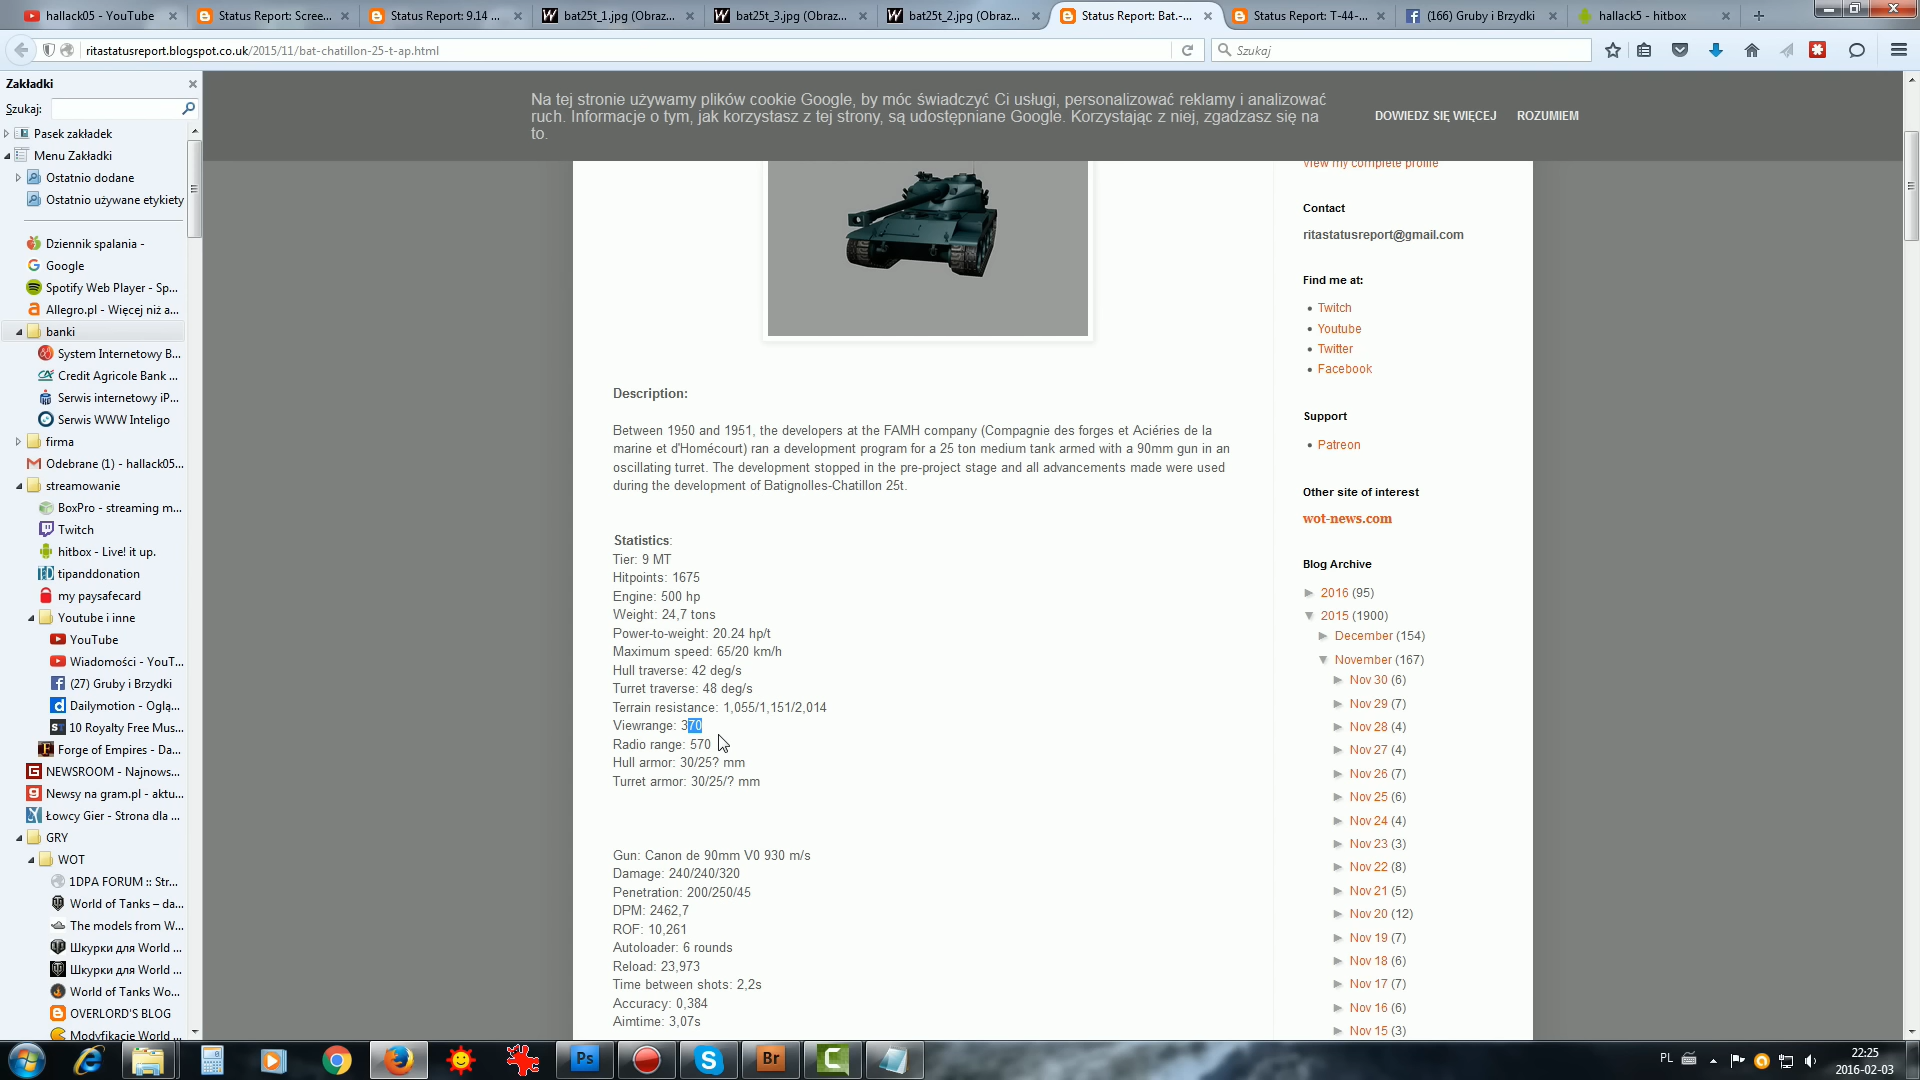 hallack05 - YouTube
Status Report: Scree...
Status Report: 9.14 ...
bat25t_1.jpg (Obraz...
bat25t_3.jpg (Obraz...
bat25t_2.jpg (Obraz...
Status Report: Bat.-...
Status Report: T-44-...
(166) Gruby i Brzydki
hallack5 - hitbox
ritastatusreport.blogspot.co.uk/2015/11/bat-chatillon-25-t-ap.html
Szukaj
Zakładki
Szukaj:
Pasek zakładek
Menu Zakładki
Ostatnio dodane
Ostatnio używane etykiety
Dziennik spalania -
Google
Spotify Web Player - Sp...
Allegro.pl - Więcej niż a...
banki
System Internetowy B...
Credit Agricole Bank ...
Serwis internetowy iP...
Serwis WWW Inteligo
firma
Odebrane (1) - hallack05...
streamowanie
BoxPro - streaming m...
Twitch
hitbox - Live! it up.
tipanddonation
my paysafecard
Youtube i inne
YouTube
Wiadomości - YouT...
(27) Gruby i Brzydki
Dailymotion - Oglą...
10 Royalty Free Mus...
Forge of Empires - Da...
NEWSROOM - Najnows...
Newsy na gram.pl - aktu...
Łowcy Gier - Strona dla ...
GRY
WOT
1DPA FORUM :: Str...
World of Tanks – da...
The models from W...
Шкурки для World ...
Шкурки для World ...
World of Tanks Wo...
OVERLORD'S BLOG
Modyfikacje World ...
Na tej stronie używamy plików cookie Google, by móc świadczyć Ci usługi, personalizować reklamy i analizować
ruch. Informacje o tym, jak korzystasz z tej strony, są udostępniane Google. Korzystając z niej, zgadzasz się na
to.
DOWIEDZ SIĘ WIĘCEJ
ROZUMIEM
Description:
Between 1950 and 1951, the developers at the FAMH company (Compagnie des forges et Aciéries de la
marine et d'Homécourt) ran a development program for a 25 ton medium tank armed with a 90mm gun in an
oscillating turret. The development stopped in the pre-project stage and all advancements made were used
during the development of Batignolles-Chatillon 25t.
Statistics:
Tier: 9 MT
Hitpoints: 1675
Engine: 500 hp
Weight: 24,7 tons
Power-to-weight: 20.24 hp/t
Maximum speed: 65/20 km/h
Hull traverse: 42 deg/s
Turret traverse: 48 deg/s
Terrain resistance: 1,055/1,151/2,014
Viewrange: 370
Radio range: 570
Hull armor: 30/25? mm
Turret armor: 30/25/? mm
Gun: Canon de 90mm V0 930 m/s
Damage: 240/240/320
Penetration: 200/250/45
DPM: 2462,7
ROF: 10,261
Autoloader: 6 rounds
Reload: 23,973
Time between shots: 2,2s
Accuracy: 0,384
Aimtime: 3,07s
View my complete profile
Contact
ritastatusreport@gmail.com
Find me at:
Twitch
Youtube
Twitter
Facebook
Support
Patreon
Other site of interest
wot-news.com
Blog Archive
2016 (95)
2015 (1900)
December (154)
November (167)
Nov 30 (6)
Nov 29 (7)
Nov 28 (4)
Nov 27 (4)
Nov 26 (7)
Nov 25 (6)
Nov 24 (4)
Nov 23 (3)
Nov 22 (8)
Nov 21 (5)
Nov 20 (12)
Nov 19 (7)
Nov 18 (6)
Nov 17 (7)
Nov 16 (6)
Nov 15 (3)
Ps
Br
PL
22:25
2016-02-03